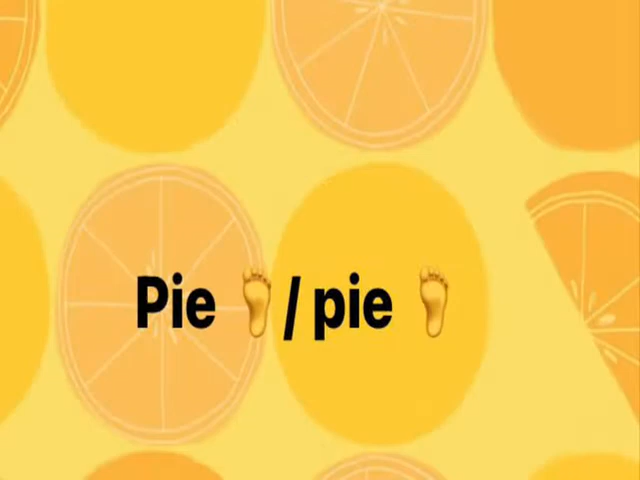 Pie 🦶 / pie 🦶